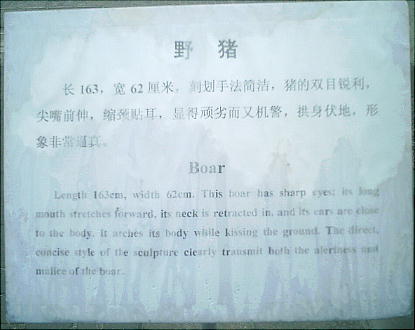 野 猪
长 163，宽 62 厘米。刻划手法简洁，猪的双目锐利，
尖嘴前伸，缩颈贴耳，显得顽劣而又机警，拱身伏地，形
象非常逼真。
Boar
Length 163cm, width 62cm. This boar has sharp eyes; its long
mouth stretches forward, its neck is retracted in, and its ears are close
to the body. It arches its body while kissing the ground. The direct,
concise style of the sculpture clearly transmit both the alertness and
malice of the boar.